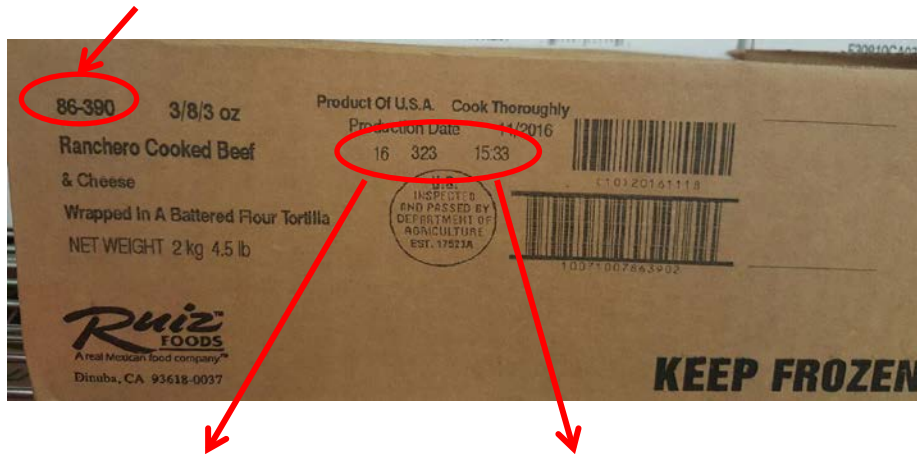 86-390 3/8/3 oz
Ranchero Cooked Beef
& Cheese
Wrapped In A Battered Flour Tortilla
NET WEIGHT 2 kg 4.5 lb
Product Of U.S.A. Cook Thoroughly
Production Date 11/2016
16 323 15:33
U.S.
INSPECTED
AND PASSED BY
DEPARTMENT OF
AGRICULTURE
EST. 17523A
(10)20161118
10071007863902
Ruiz™
FOODS
A real Mexican food company™
Dinuba, CA 93618-0037
KEEP FROZEN